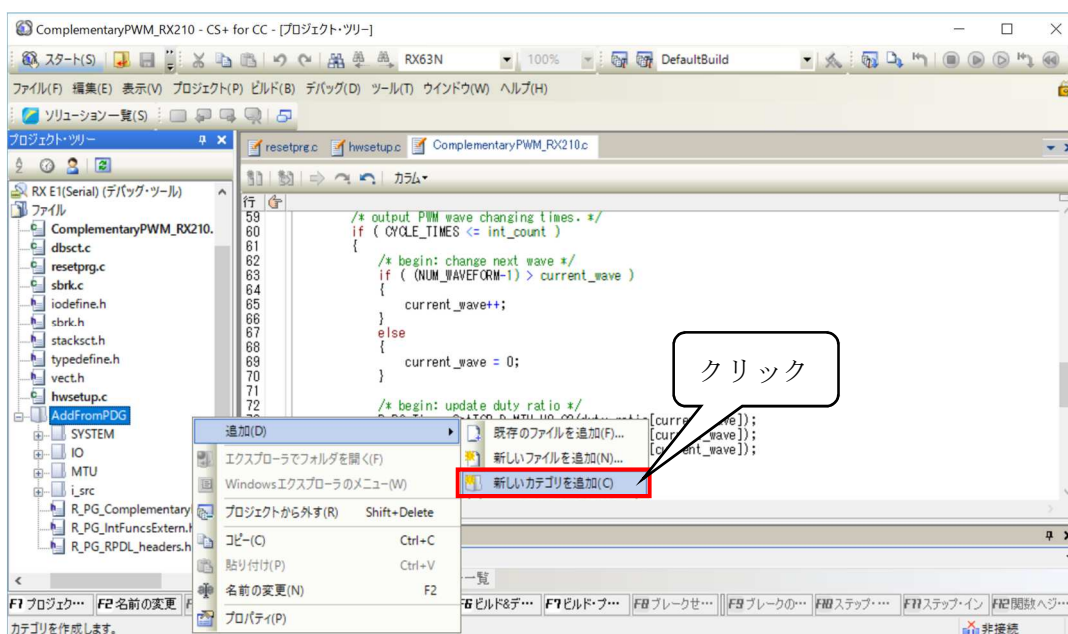 ComplementaryPWM_RX210 - CS+ for CC - [プロジェクト・ツリー]
スタート(S) RX63N 100% DefaultBuild
ファイル(F) 編集(E) 表示(V) プロジェクト(P) ビルド(B) デバッグ(D) ツール(T) ウインドウ(W) ヘルプ(H)
ソリューション一覧(S)
プロジェクト・ツリー
resetprg.c hwsetup.c ComplementaryPWM_RX210.c
カラム
行
RX E1(Serial) (デバッグ・ツール)
ファイル
ComplementaryPWM_RX210.
dbsct.c
resetprg.c
sbrk.c
iodefine.h
sbrk.h
stacksct.h
typedefine.h
vect.h
hwsetup.c
AddFromPDG
SYSTEM
IO
MTU
i_src
R_PG_Complementary
R_PG_IntFuncsExtern.h
R_PG_RPDL_headers.h
59 /* output PWM wave changing times. */
60 if ( CYCLE_TIMES <= int_count )
61 {
62 /* begin: change next wave */
63 if ( (NUM_WAVEFORM-1) > current_wave )
64 {
65 current_wave++;
66 }
67 else
68 {
69 current_wave = 0;
70 }
71
72 /* begin: update duty ratio */
[current_wave]);
[current_wave]);
クリック
追加(D)
エクスプローラでフォルダを開く(F)
Windowsエクスプローラのメニュー(W)
プロジェクトから外す(R) Shift+Delete
コピー(C) Ctrl+C
貼り付け(P) Ctrl+V
名前の変更(N) F2
プロパティ(P)
既存のファイルを追加(F)...
新しいファイルを追加(N)...
新しいカテゴリを追加(C)
一覧
F1 プロジェク… F2 名前の変更 F6 ビルド&デ… F7 ビルド・プ… F8 ブレークせ… F9 ブレークの… F10 ステップ・… F11 ステップ・イン F12 関数へジ…
カテゴリを作成します。
非接続